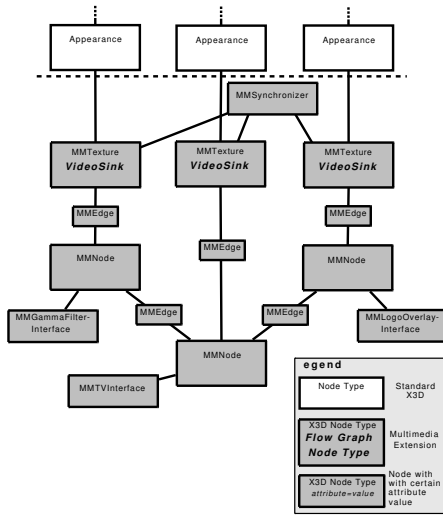 Appearance
Appearance
Appearance
MMSynchronizer
MMTexture
VideoSink
MMTexture
VideoSink
MMTexture
VideoSink
MMEdge
MMEdge
MMEdge
MMNode
MMNode
MMGammaFilter-
Interface
MMEdge
MMEdge
MMLogoOverlay-
Interface
MMNode
MMTVInterface
egend
Node Type
Standard
X3D
X3D Node Type
Flow Graph
Node Type
Multimedia
Extension
X3D Node Type
attribute=value
Node with
with certain
attribute
value